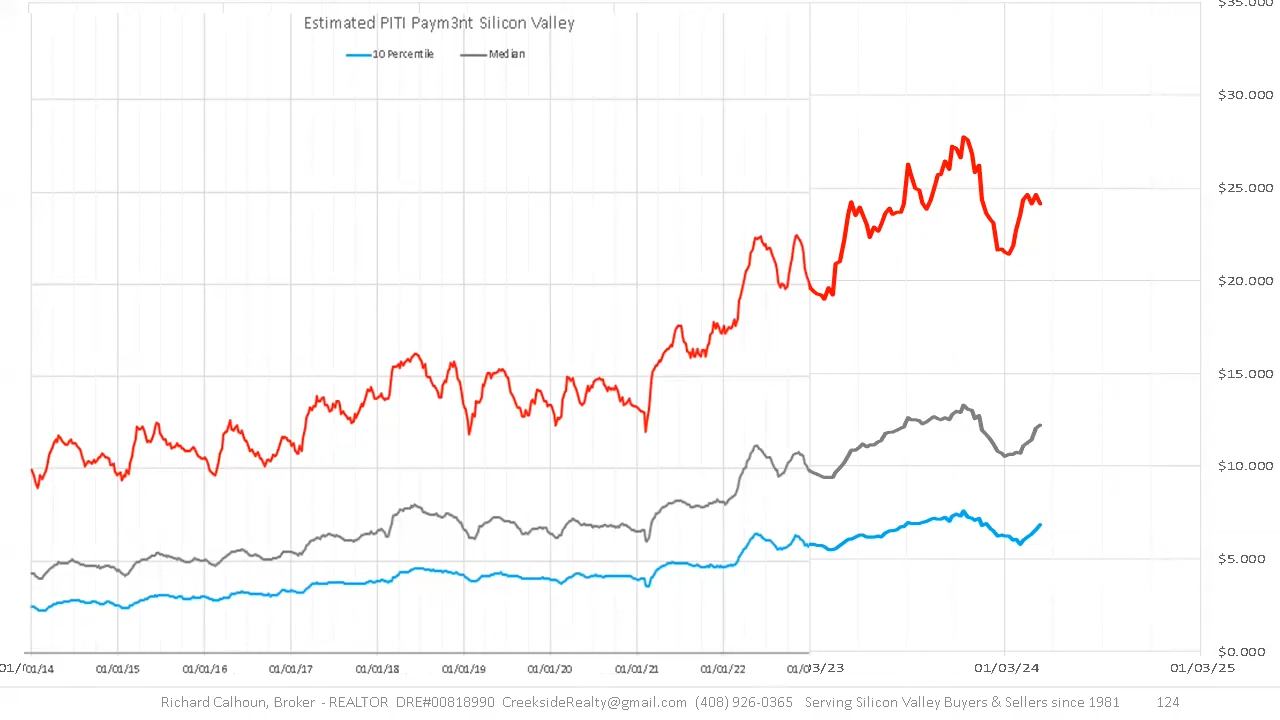 $35.000
Estimated PITI Paym3nt Silicon Valley
10 Percentile Median
$30.000
$25.000
$20.000
$15.000
$10.000
$5.000
$0.000
01/01/14 01/01/15 01/01/16 01/01/17 01/01/18 01/01/19 01/01/20 01/01/21 01/01/22 01/03/23 01/03/24 01/03/25
Richard Calhoun, Broker - REALTOR DRE#00818990 CreeksideRealty@gmail.com (408) 926-0365 Serving Silicon Valley Buyers & Sellers since 1981 124